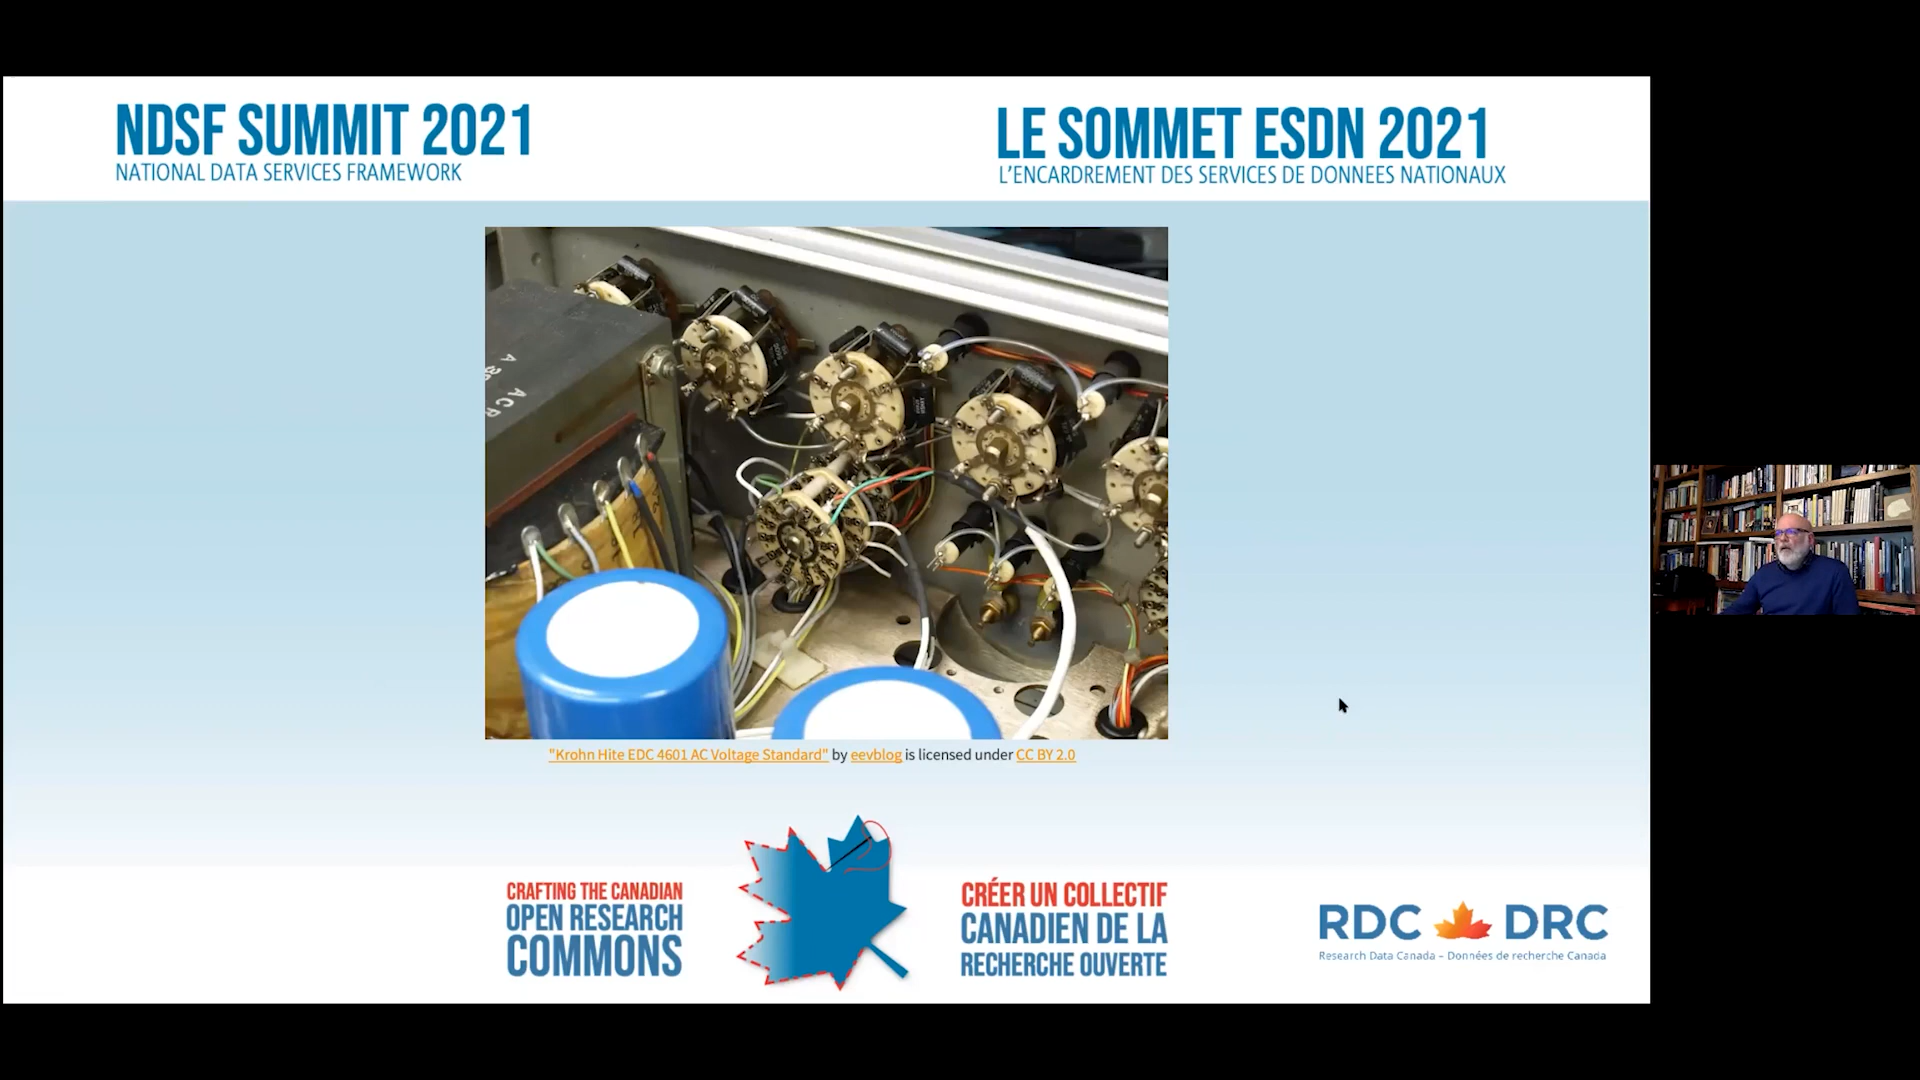 NDSF SUMMIT 2021
NATIONAL DATA SERVICES FRAMEWORK
LE SOMMET ESDN 2021
L'ENCARDREMENT DES SERVICES DE DONNEES NATIONAUX
"Krohn Hite EDC 4601 AC Voltage Standard" by eevblog is licensed under CC BY 2.0
CRAFTING THE CANADIAN
OPEN RESEARCH
COMMONS
CRÉER UN COLLECTIF
CANADIEN DE LA
RECHERCHE OUVERTE
RDC DRC
Research Data Canada – Données de recherche Canada